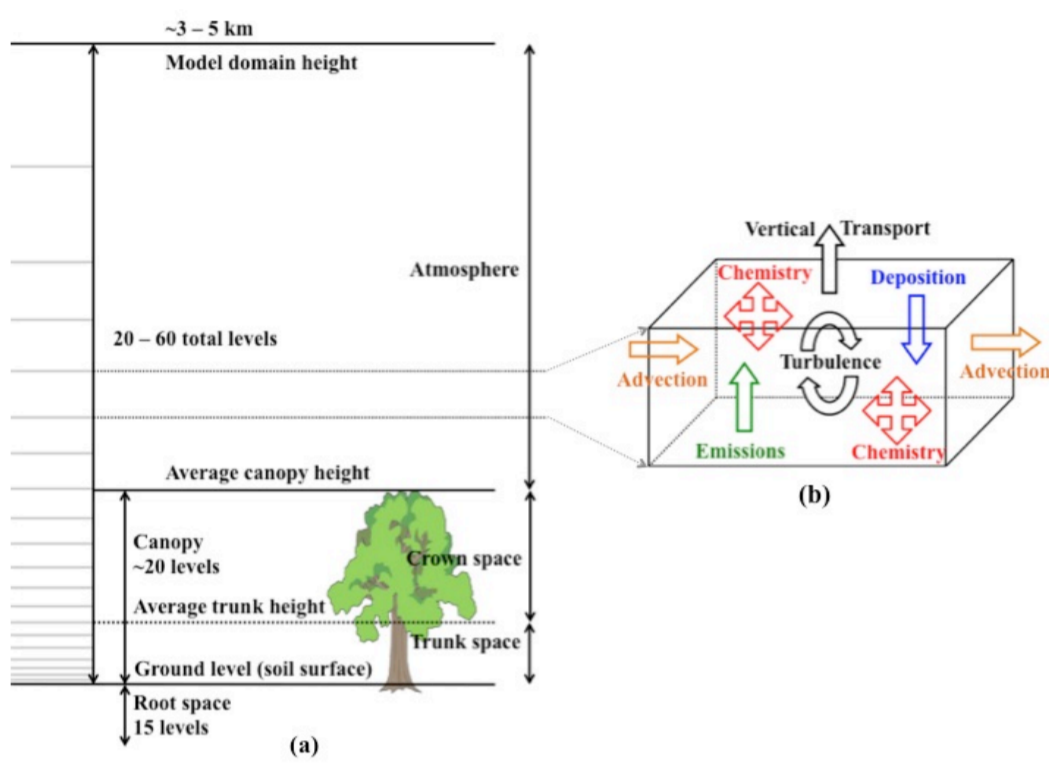 ~3 – 5 km
Model domain height
Atmosphere
20 – 60 total levels
Average canopy height
Canopy
~20 levels
Crown space
Average trunk height
Trunk space
Ground level (soil surface)
Root space
15 levels
(a)
Vertical Transport
Chemistry
Deposition
Advection
Turbulence
Advection
Emissions
Chemistry
(b)